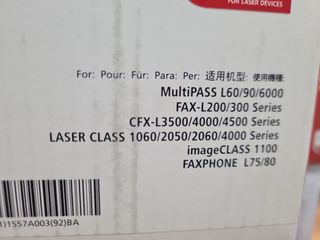 FOR LASER DEVICES
For: Pour: Für: Para: Per: 适用机型: 使用機種:
MultiPASS L60/90/6000
FAX-L200/300 Series
CFX-L3500/4000/4500 Series
LASER CLASS 1060/2050/2060/4000 Series
imageCLASS 1100
FAXPHONE L75/80
1)1557A003(92)BA